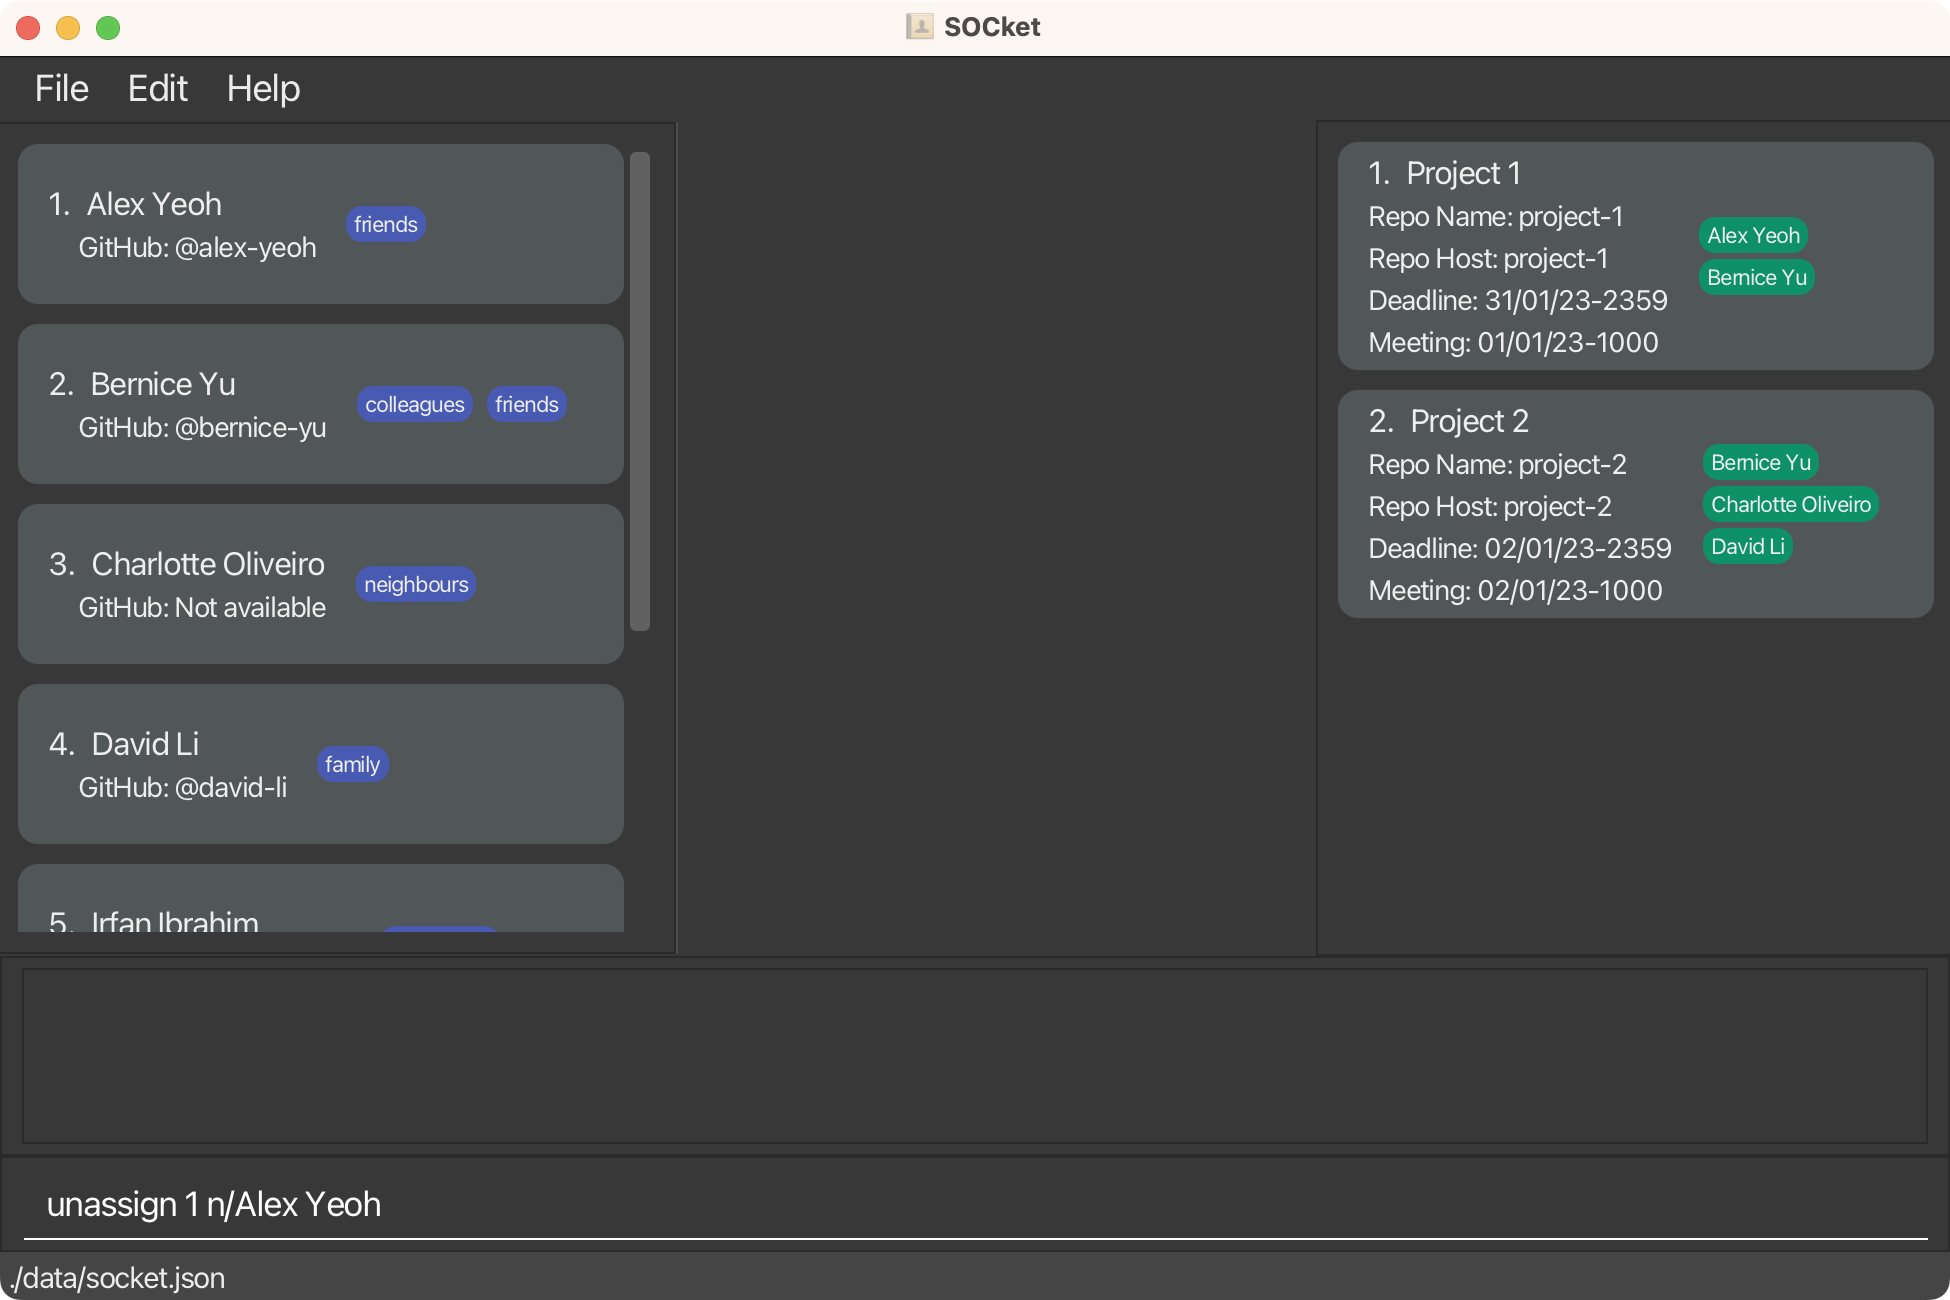 SOCket
File Edit Help
1. Alex Yeoh
GitHub: @alex-yeoh
friends
2. Bernice Yu
GitHub: @bernice-yu
colleagues friends
3. Charlotte Oliveiro
GitHub: Not available
neighbours
4. David Li
GitHub: @david-li
family
5. Irfan Ibrahim
1. Project 1
Repo Name: project-1
Repo Host: project-1
Deadline: 31/01/23-2359
Meeting: 01/01/23-1000
Alex Yeoh
Bernice Yu
2. Project 2
Repo Name: project-2
Repo Host: project-2
Deadline: 02/01/23-2359
Meeting: 02/01/23-1000
Bernice Yu
Charlotte Oliveiro
David Li
unassign 1 n/Alex Yeoh
./data/socket.json